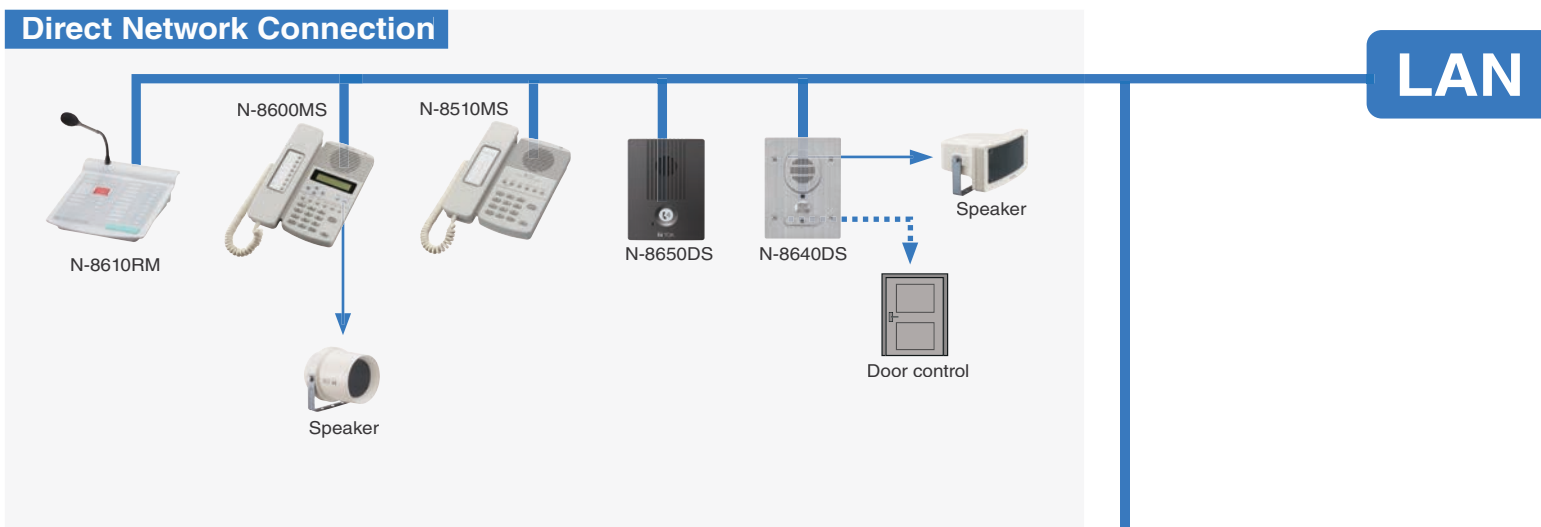 Direct Network Connection
LAN
N-8600MS
N-8510MS
N-8610RM
N-8650DS
N-8640DS
Speaker
Door control
Speaker